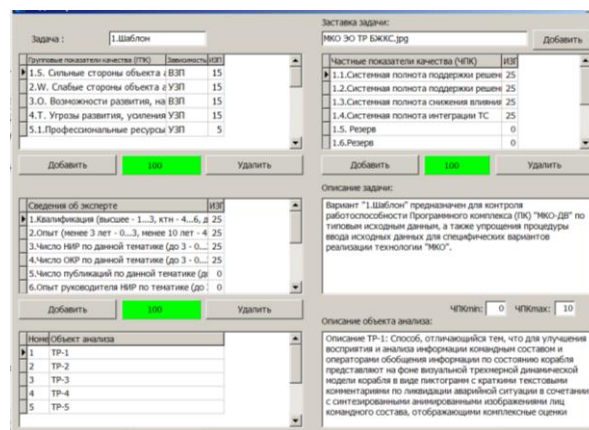 Задача :
1.Шаблон
Групповые показатели качества (ГПК) Зависимость ИЗП
1.S. Сильные стороны объекта а ВЗП 15
2.W. Слабые стороны объекта а УЗП 15
3.O. Возможности развития, на ВЗП 15
4.T. Угрозы развития, усиления УЗП 15
5.1.Профессиональные ресурсы УЗП 5
Добавить 100 Удалить
Сведения об эксперте ИЗП
1.Квалификация (высшее - 1...3, ктн - 4...6, д 25
2.Опыт (менее 3 лет - 0...3, менее 10 лет - 4 25
3.Число НИР по данной тематике (до 3 - 0... 25
4.Число ОКР по данной тематике (до 3 - 0... 25
5.Число публикаций по данной тематике (д 0
6.Опыт руководителя НИР по тематике (до 0
Добавить 100 Удалить
Номе Объект анализа
1 ТР-1
2 ТР-2
3 ТР-3
4 ТР-4
5 ТР-5
Заставка задачи:
МКО ЭО ТР БЖКС.jpg Добавить
Частные показатели качества (ЧПК) ИЗГ
1.1.Системная полнота поддержки решен 25
1.2.Системная полнота поддержки решен 25
1.3.Системная полнота снижения влияния 25
1.4.Системная полнота интеграции ТС 25
1.5. Резерв 0
1.6.Резерв 0
Добавить 100 Удалить
Описание задачи:
Вариант "1.Шаблон" предназначен для контроля
работоспособности Программного комплекса (ПК) "МКО-ДВ" по
типовым исходным данным, а также упрощения процедуры
ввода исходных данных для специфических вариантов
реализации технологии "МКО".
ЧПКmin: 0 ЧПКmax: 10
Описание объекта анализа:
Описание ТР-1: Способ, отличающийся тем, что для улучшения
восприятия и анализа информации командным составом и
операторами обобщения информации по состоянию корабля
представляют на фоне визуальной трехмерной динамической
модели корабля в виде пиктограмм с краткими текстовыми
комментариями по ликвидации аварийной ситуации в сочетании
с синтезированными анимированными изображениями лиц
командного состава, отображающими комплексные оценки